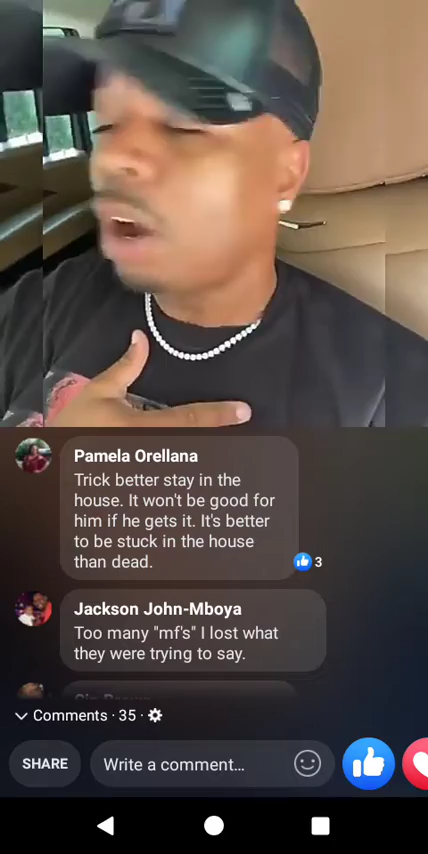 Pamela Orellana
Trick better stay in the
house. It won't be good for
him if he gets it. It's better
to be stuck in the house
than dead.
3
Jackson John-Mboya
Too many "mf's" I lost what
they were trying to say.
Comments · 35 ·
SHARE
Write a comment...